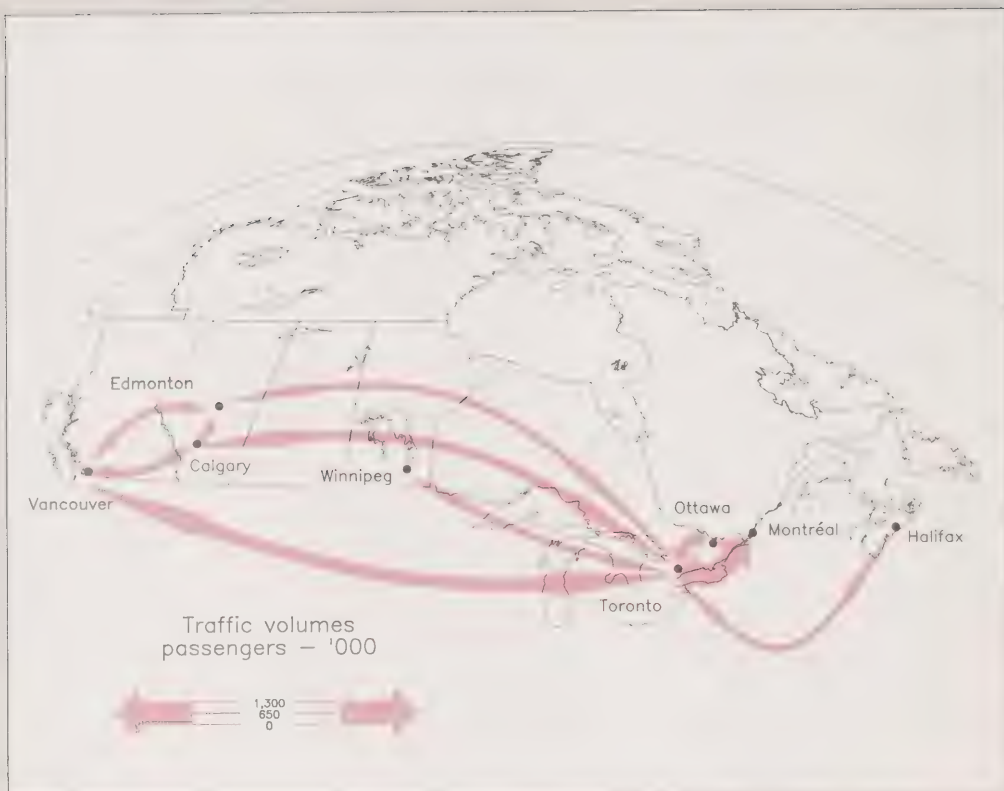 Edmonton
Calgary
Winnipeg
Vancouver
Ottawa
Montréal
Halifax
Toronto
Traffic volumes
passengers – '000
1,300
650
0